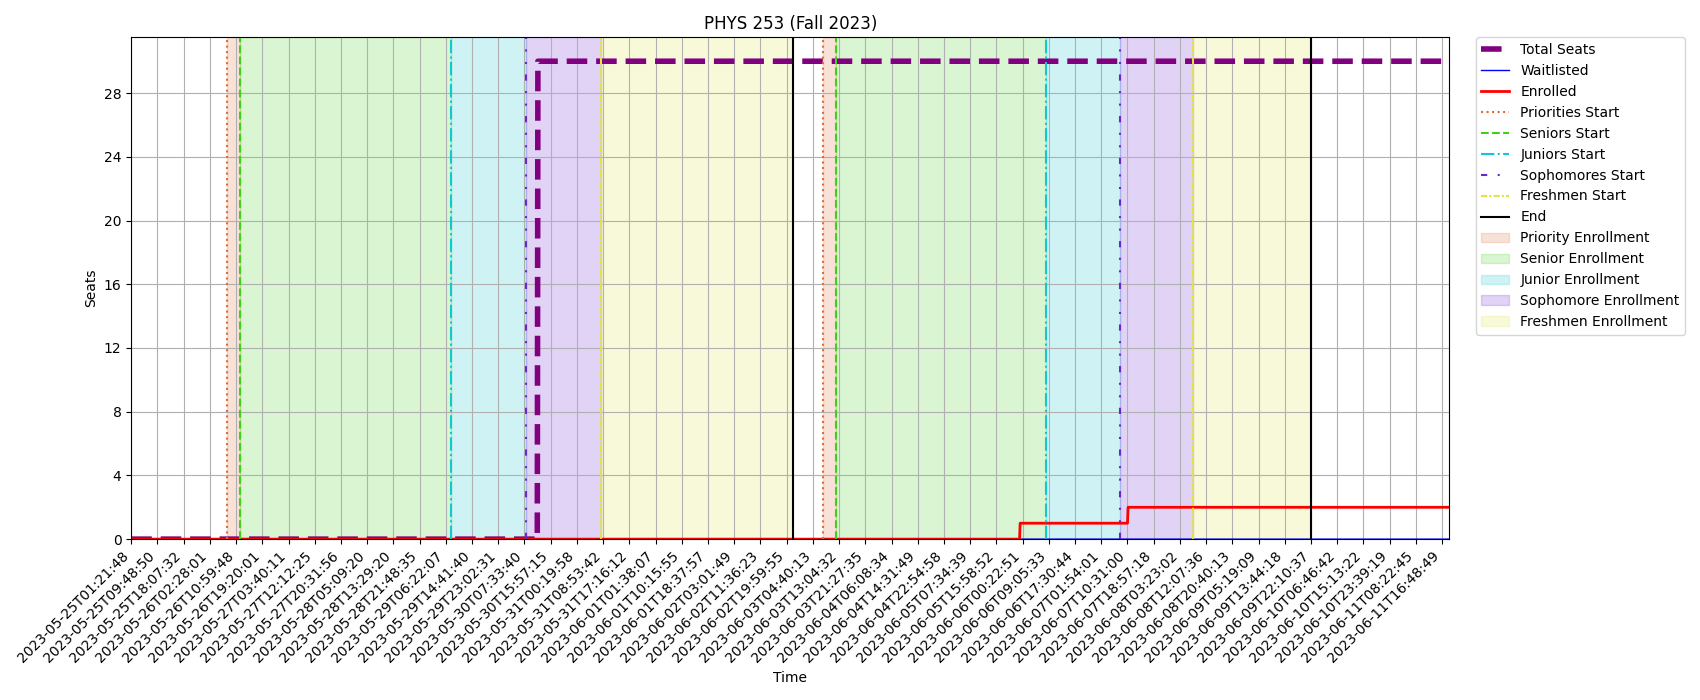 PHYS 253 (Fall 2023)
Seats
28
24
20
16
12
8
4
0
2023-05-25T01:21:48
2023-05-25T09:48:50
2023-05-25T18:07:32
2023-05-26T02:28:01
2023-05-26T10:59:48
2023-05-26T19:20:01
2023-05-27T03:40:11
2023-05-27T12:12:25
2023-05-27T20:31:56
2023-05-28T05:09:20
2023-05-28T13:29:20
2023-05-28T21:48:35
2023-05-29T06:22:07
2023-05-29T14:41:40
2023-05-29T23:02:31
2023-05-30T07:33:40
2023-05-30T15:57:15
2023-05-31T00:19:58
2023-05-31T08:53:42
2023-05-31T17:16:12
2023-06-01T01:38:07
2023-06-01T10:15:55
2023-06-01T18:37:57
2023-06-02T03:01:49
2023-06-02T11:36:23
2023-06-02T19:59:55
2023-06-03T04:40:13
2023-06-03T13:04:32
2023-06-03T21:27:35
2023-06-04T06:08:34
2023-06-04T14:31:49
2023-06-04T22:54:58
2023-06-05T07:34:39
2023-06-05T15:58:52
2023-06-06T00:22:51
2023-06-06T09:05:33
2023-06-06T17:30:44
2023-06-07T01:54:01
2023-06-07T10:31:00
2023-06-07T18:57:18
2023-06-08T03:23:02
2023-06-08T12:07:36
2023-06-08T20:40:13
2023-06-09T05:19:09
2023-06-09T13:44:18
2023-06-09T22:10:37
2023-06-10T06:46:42
2023-06-10T15:13:22
2023-06-10T23:39:19
2023-06-11T08:22:45
2023-06-11T16:48:49
Time
Total Seats
Waitlisted
Enrolled
Priorities Start
Seniors Start
Juniors Start
Sophomores Start
Freshmen Start
End
Priority Enrollment
Senior Enrollment
Junior Enrollment
Sophomore Enrollment
Freshmen Enrollment